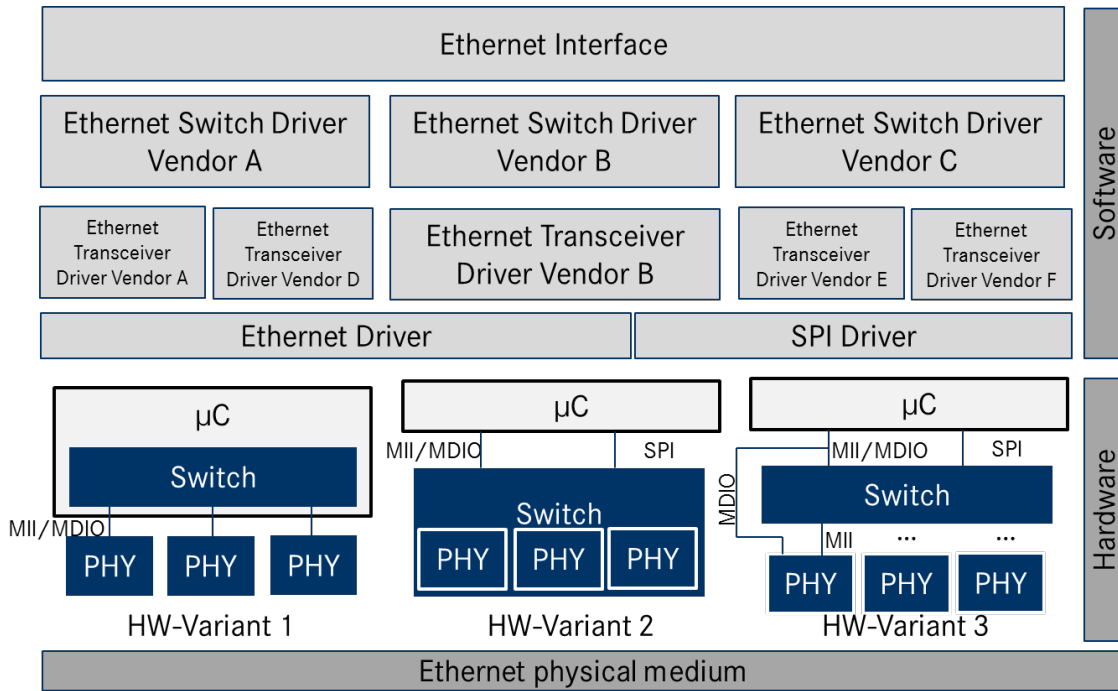 Ethernet Interface
Ethernet Switch Driver
Vendor A
Ethernet Switch Driver
Vendor B
Ethernet Switch Driver
Vendor C
Software
Ethernet
Transceiver
Driver Vendor A
Ethernet
Transceiver
Driver Vendor D
Ethernet Transceiver
Driver Vendor B
Ethernet
Transceiver
Driver Vendor E
Ethernet
Transceiver
Driver Vendor F
Ethernet Driver
SPI Driver
µC
Switch
MII/MDIO
PHY
PHY
PHY
HW-Variant 1
µC
MII/MDIO
SPI
Switch
PHY
PHY
PHY
HW-Variant 2
µC
MII/MDIO
SPI
MDIO
Switch
MII
...
...
PHY
PHY
PHY
HW-Variant 3
Hardware
Ethernet physical medium